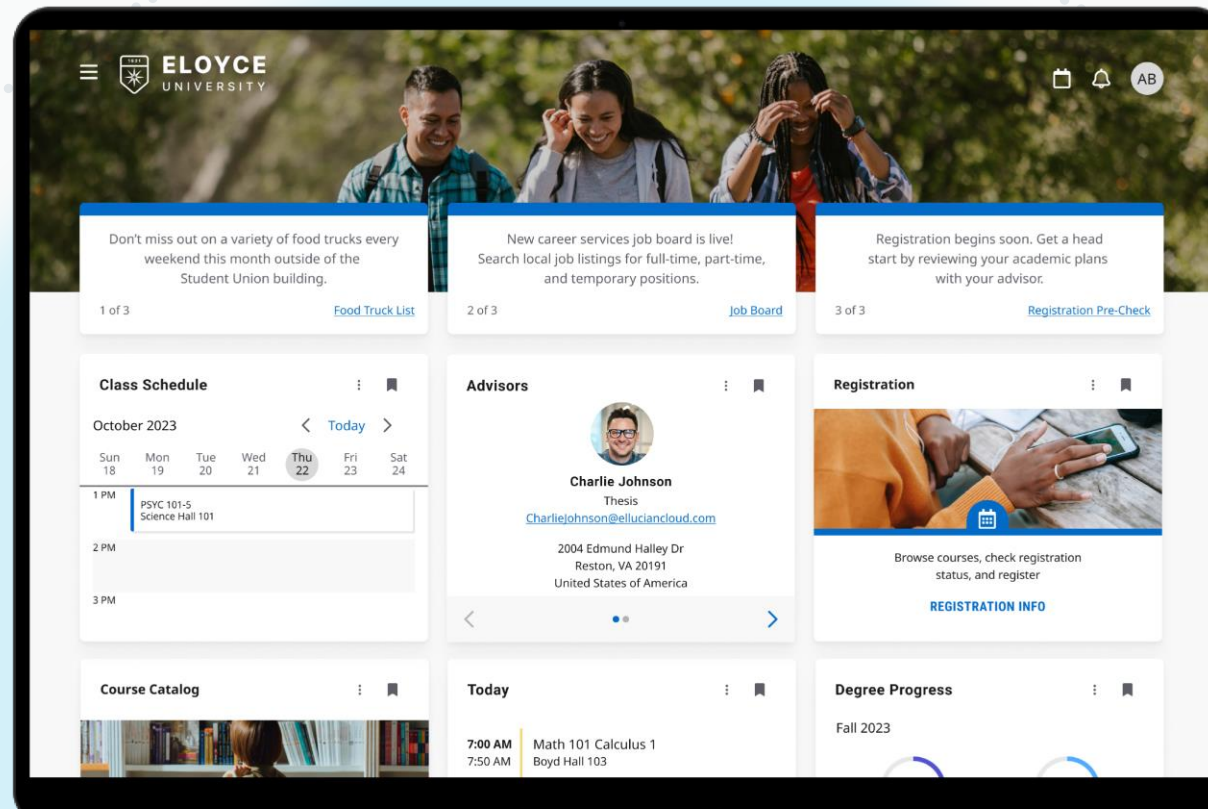 1931
ELOYCE
UNIVERSITY
AB
Don't miss out on a variety of food trucks every
weekend this month outside of the
Student Union building.
1 of 3
Food Truck List
New career services job board is live!
Search local job listings for full-time, part-time,
and temporary positions.
2 of 3
Job Board
Registration begins soon. Get a head
start by reviewing your academic plans
with your advisor.
3 of 3
Registration Pre-Check
Class Schedule
October 2023
Today
Sun Mon Tue Wed Thu Fri Sat
18 19 20 21 22 23 24
1 PM
PSYC 101-5
Science Hall 101
2 PM
3 PM
Advisors
Charlie Johnson
Thesis
Charliejohnson@elluciancloud.com
2004 Edmund Halley Dr
Reston, VA 20191
United States of America
Registration
Browse courses, check registration
status, and register
REGISTRATION INFO
Course Catalog
Today
7:00 AM Math 101 Calculus 1
7:50 AM Boyd Hall 103
Degree Progress
Fall 2023